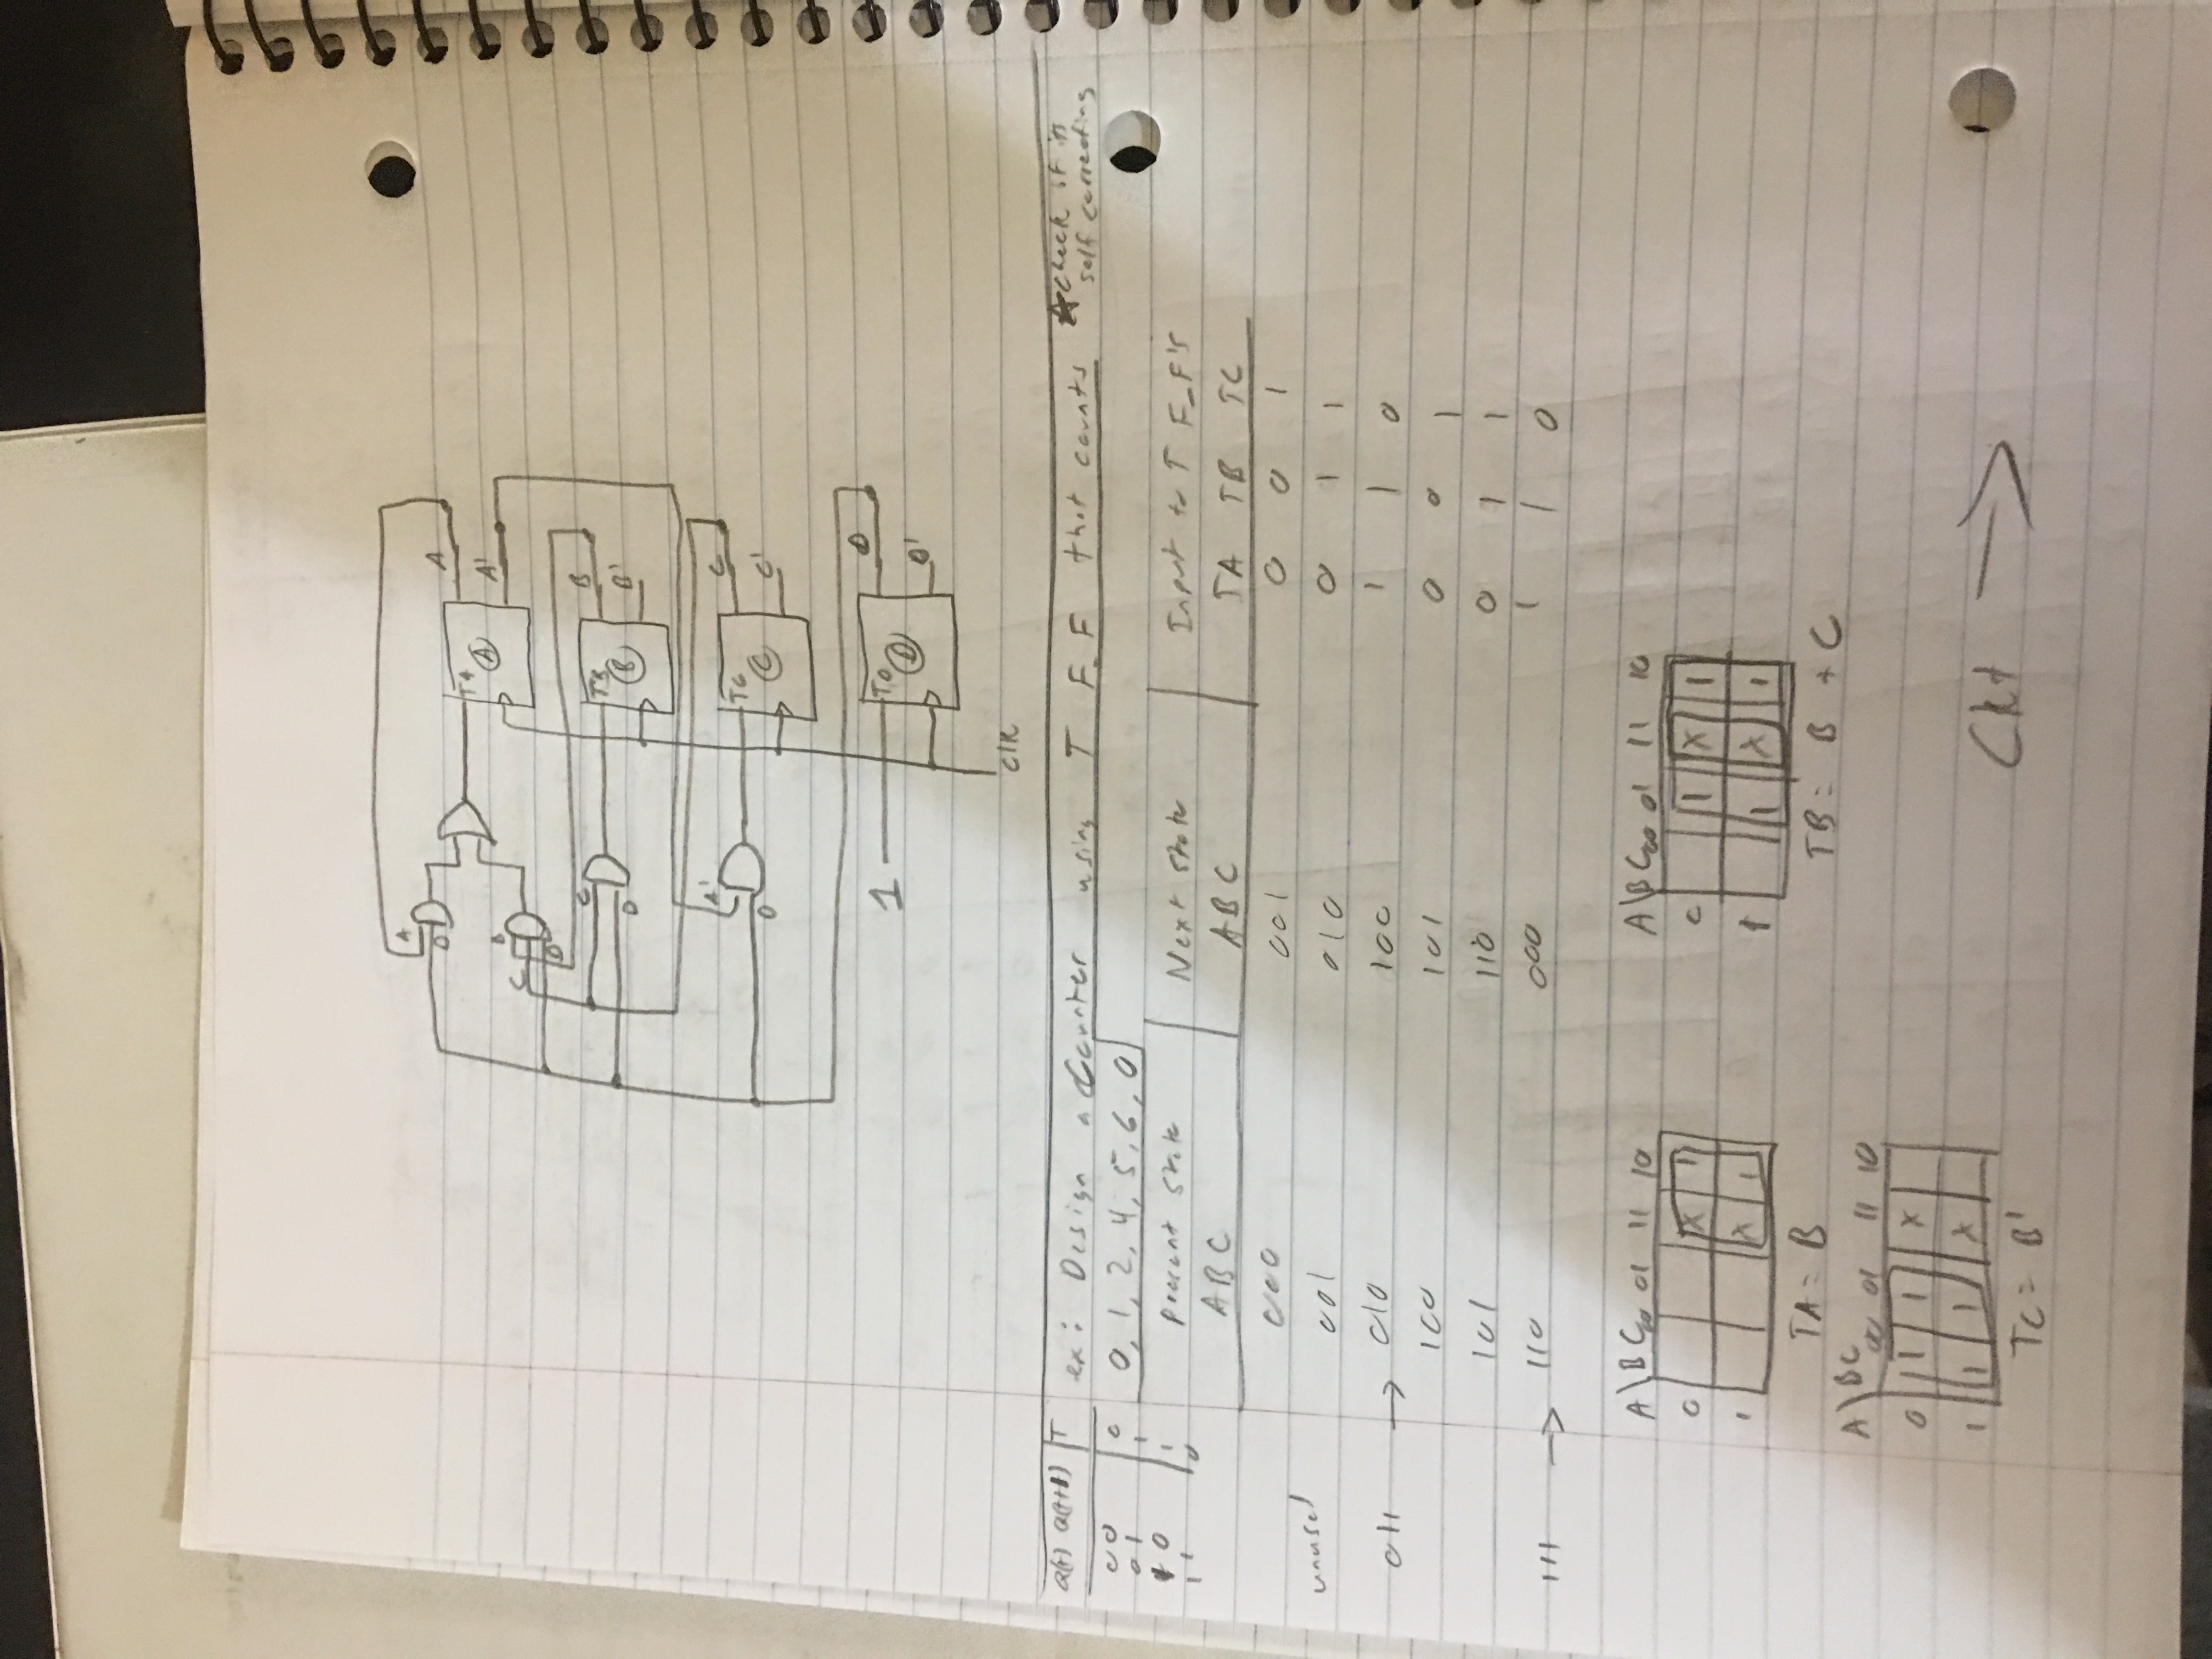 A
D
A
T A
A
A'
B
C
D
C
D
TB
B
B
B'
A'
D
TC
C
C
C'
1
TD
D
D
D'
Clk
Q(t) Q(t+1) T
0 0 0
0 1 1
1 0 1
1 1 0
ex: Design a Counter using T F-F that counts
0, 1, 2, 4, 5, 6, 0
☆ check if its
self correcting
Present State Next State Input to T F-F's
A B C A B C TA TB TC
000 001 0 0 1
unused
001 010 0 1 1
011 → 010 100 1 1 0
100 101 0 0 1
101 110 0 1 1
111 → 110 000 1 1 0
A \ B C 00 01 11 10
0 X 1
1 X 1
TA = B
A \ B C 00 01 11 10
0 1 X 1
1 1 X 1
TB = B + C
A \ BC 00 01 11 10
0 1 1 X
1 1 1 X
TC = B'
Ckt →